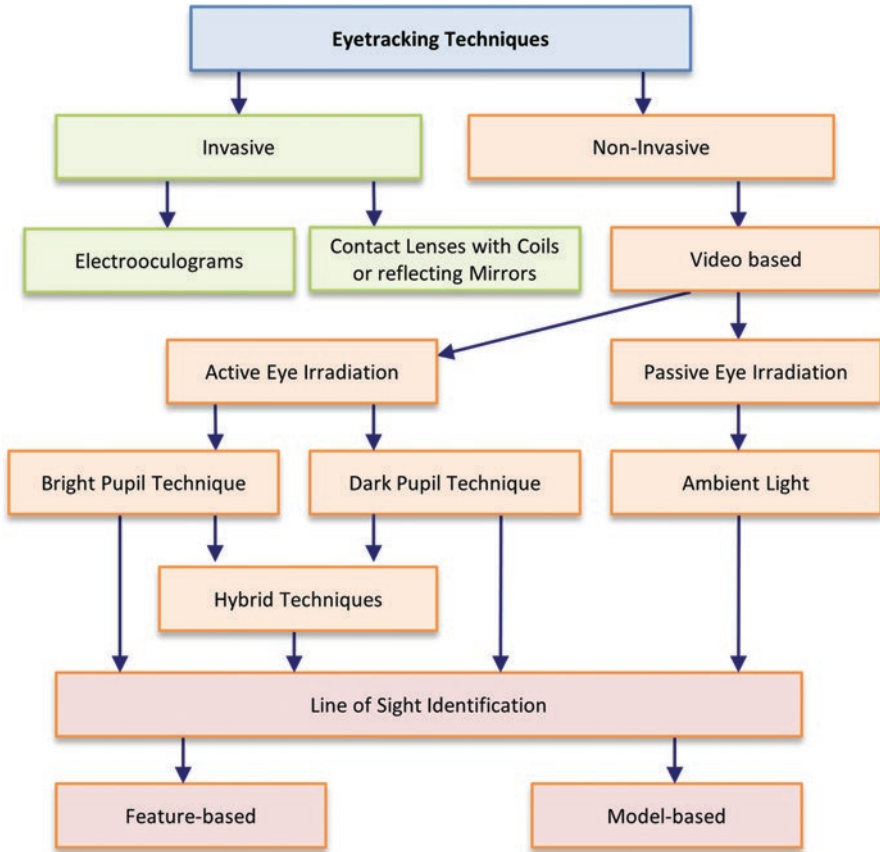 Eyetracking Techniques
Invasive
Non-Invasive
Electrooculograms
Contact Lenses with Coils
or reflecting Mirrors
Video based
Active Eye Irradiation
Passive Eye Irradiation
Bright Pupil Technique
Dark Pupil Technique
Ambient Light
Hybrid Techniques
Line of Sight Identification
Feature-based
Model-based